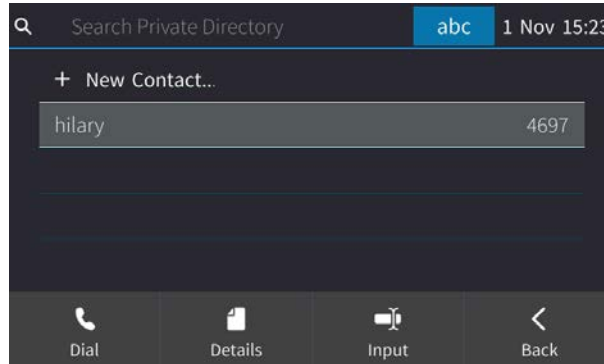 Search Private Directory abc 1 Nov 15:23
+ New Contact...
hilary 4697
Dial Details Input Back